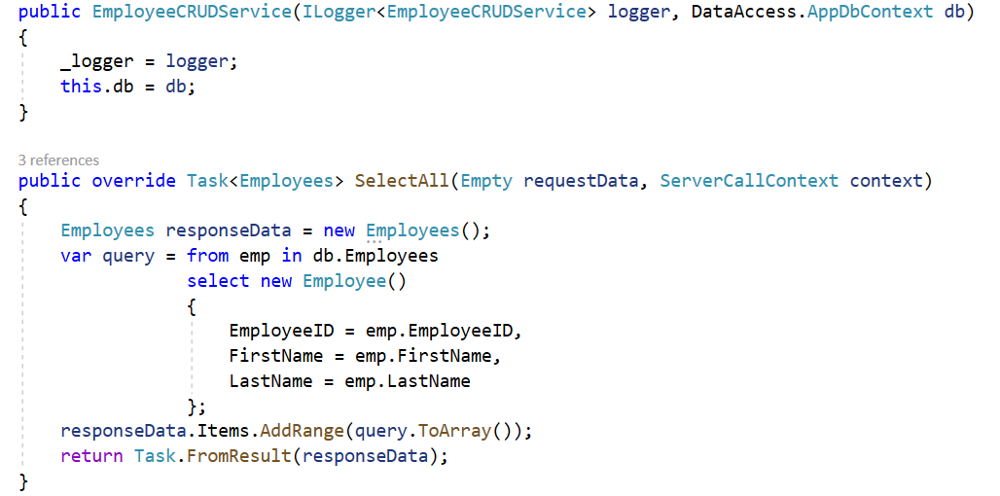 public EmployeeCRUDService(ILogger<EmployeeCRUDService> logger, DataAccess.AppDbContext db)
{
    _logger = logger;
    this.db = db;
}
3 references
public override Task<Employees> SelectAll(Empty requestData, ServerCallContext context)
{
    Employees responseData = new Employees();
    var query = from emp in db.Employees
                select new Employee()
                {
                    EmployeeID = emp.EmployeeID,
                    FirstName = emp.FirstName,
                    LastName = emp.LastName
                };
    responseData.Items.AddRange(query.ToArray());
    return Task.FromResult(responseData);
}